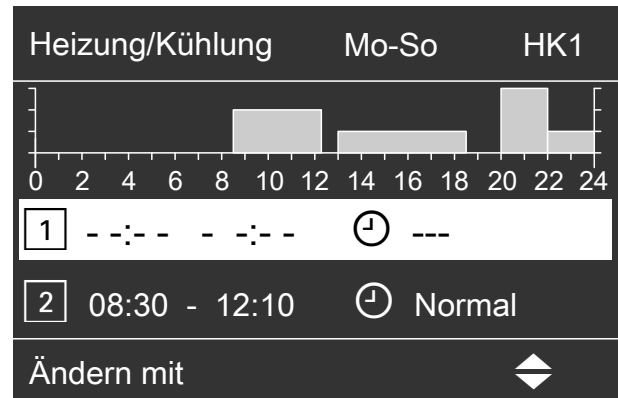 Heizung/Kühlung Mo-So HK1
0 2 4 6 8 10 12 14 16 18 20 22 24
1 - -:- - - -:- - ---
2 08:30 - 12:10 Normal
Ändern mit